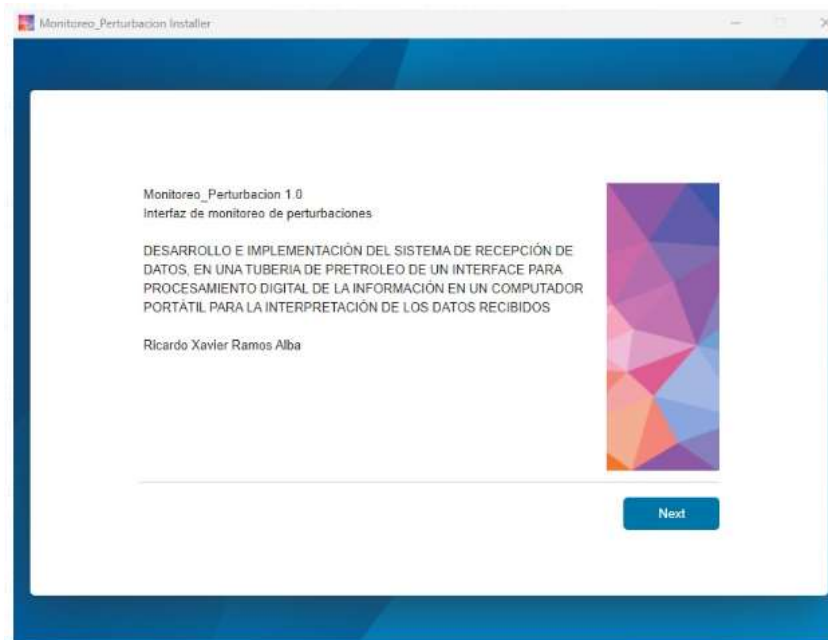 Monitoreo_Perturbacion Installer
Monitoreo_Perturbacion 1.0
Interfaz de monitoreo de perturbaciones
DESARROLLO E IMPLEMENTACIÓN DEL SISTEMA DE RECEPCIÓN DE
DATOS, EN UNA TUBERIA DE PRETROLEO DE UN INTERFACE PARA
PROCESAMIENTO DIGITAL DE LA INFORMACIÓN EN UN COMPUTADOR
PORTÁTIL PARA LA INTERPRETACIÓN DE LOS DATOS RECIBIDOS
Ricardo Xavier Ramos Alba
Next